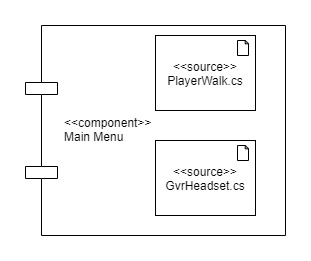 <<source>>
PlayerWalk.cs
<<component>>
Main Menu
<<source>>
GvrHeadset.cs